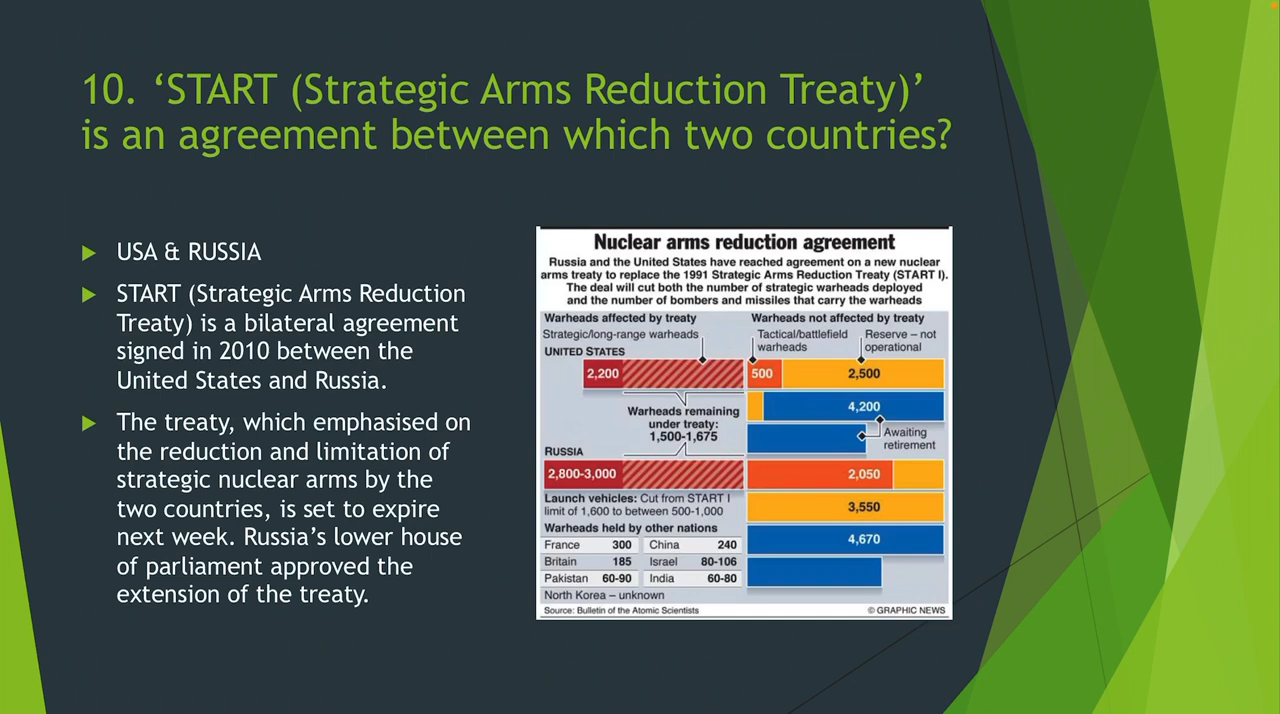 10. ‘START (Strategic Arms Reduction Treaty)’
is an agreement between which two countries?
USA & RUSSIA
START (Strategic Arms Reduction
Treaty) is a bilateral agreement
signed in 2010 between the
United States and Russia.
The treaty, which emphasised on
the reduction and limitation of
strategic nuclear arms by the
two countries, is set to expire
next week. Russia’s lower house
of parliament approved the
extension of the treaty.
Nuclear arms reduction agreement
Russia and the United States have reached agreement on a new nuclear
arms treaty to replace the 1991 Strategic Arms Reduction Treaty (START I).
The deal will cut both the number of strategic warheads deployed
and the number of bombers and missiles that carry the warheads
Warheads affected by treaty
Strategic/long-range warheads
Warheads not affected by treaty
Tactical/battlefield
warheads
Reserve – not
operational
UNITED STATES
2,200
500
2,500
4,200
Warheads remaining
under treaty:
1,500-1,675
Awaiting
retirement
RUSSIA
2,800-3,000
2,050
3,550
4,670
Launch vehicles: Cut from START I
limit of 1,600 to between 500-1,000
Warheads held by other nations
France 300 China 240
Britain 185 Israel 80-106
Pakistan 60-90 India 60-80
North Korea – unknown
Source: Bulletin of the Atomic Scientists
© GRAPHIC NEWS